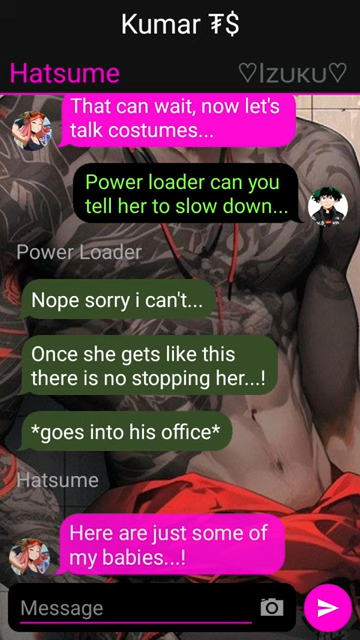 Kumar ₮$
Hatsume
♡Izuĸu♡
That can wait, now let's
talk costumes...
Power loader can you
tell her to slow down...
Power Loader
Nope sorry i can't...
Once she gets like this
there is no stopping her...!
*goes into his office*
Hatsume
Here are just some of
my babies...!
Message